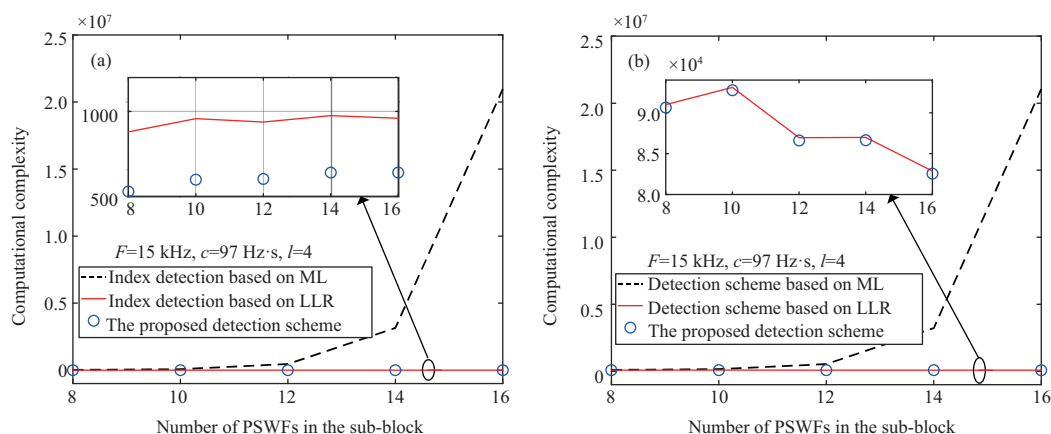 ×10⁷
2.5
2.0
1.5
1.0
0.5
0
Computational complexity
(a)
1000
500
8 10 12 14 16
F=15 kHz, c=97 Hz·s, l=4
Index detection based on ML
Index detection based on LLR
The proposed detection scheme
8 10 12 14 16
Number of PSWFs in the sub-block
×10⁷
2.5
2.0
1.5
1.0
0.5
0
Computational complexity
(b)
×10⁴
9.0
8.5
8.0
8 10 12 14 16
F=15 kHz, c=97 Hz·s, l=4
Detection scheme based on ML
Detection scheme based on LLR
The proposed detection scheme
8 10 12 14 16
Number of PSWFs in the sub-block